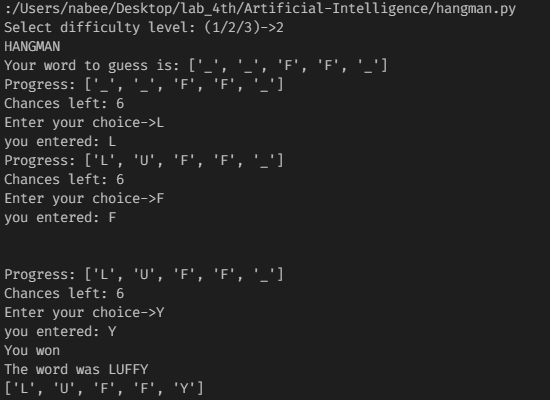 :/Users/nabee/Desktop/lab_4th/Artificial-Intelligence/hangman.py
Select difficulty level: (1/2/3)->2
HANGMAN
Your word to guess is: ['_', '_', 'F', 'F', '_']
Progress: ['_', '_', 'F', 'F', '_']
Chances left: 6
Enter your choice->L
you entered: L
Progress: ['L', 'U', 'F', 'F', '_']
Chances left: 6
Enter your choice->F
you entered: F
Progress: ['L', 'U', 'F', 'F', '_']
Chances left: 6
Enter your choice->Y
you entered: Y
You won
The word was LUFFY
['L', 'U', 'F', 'F', 'Y']